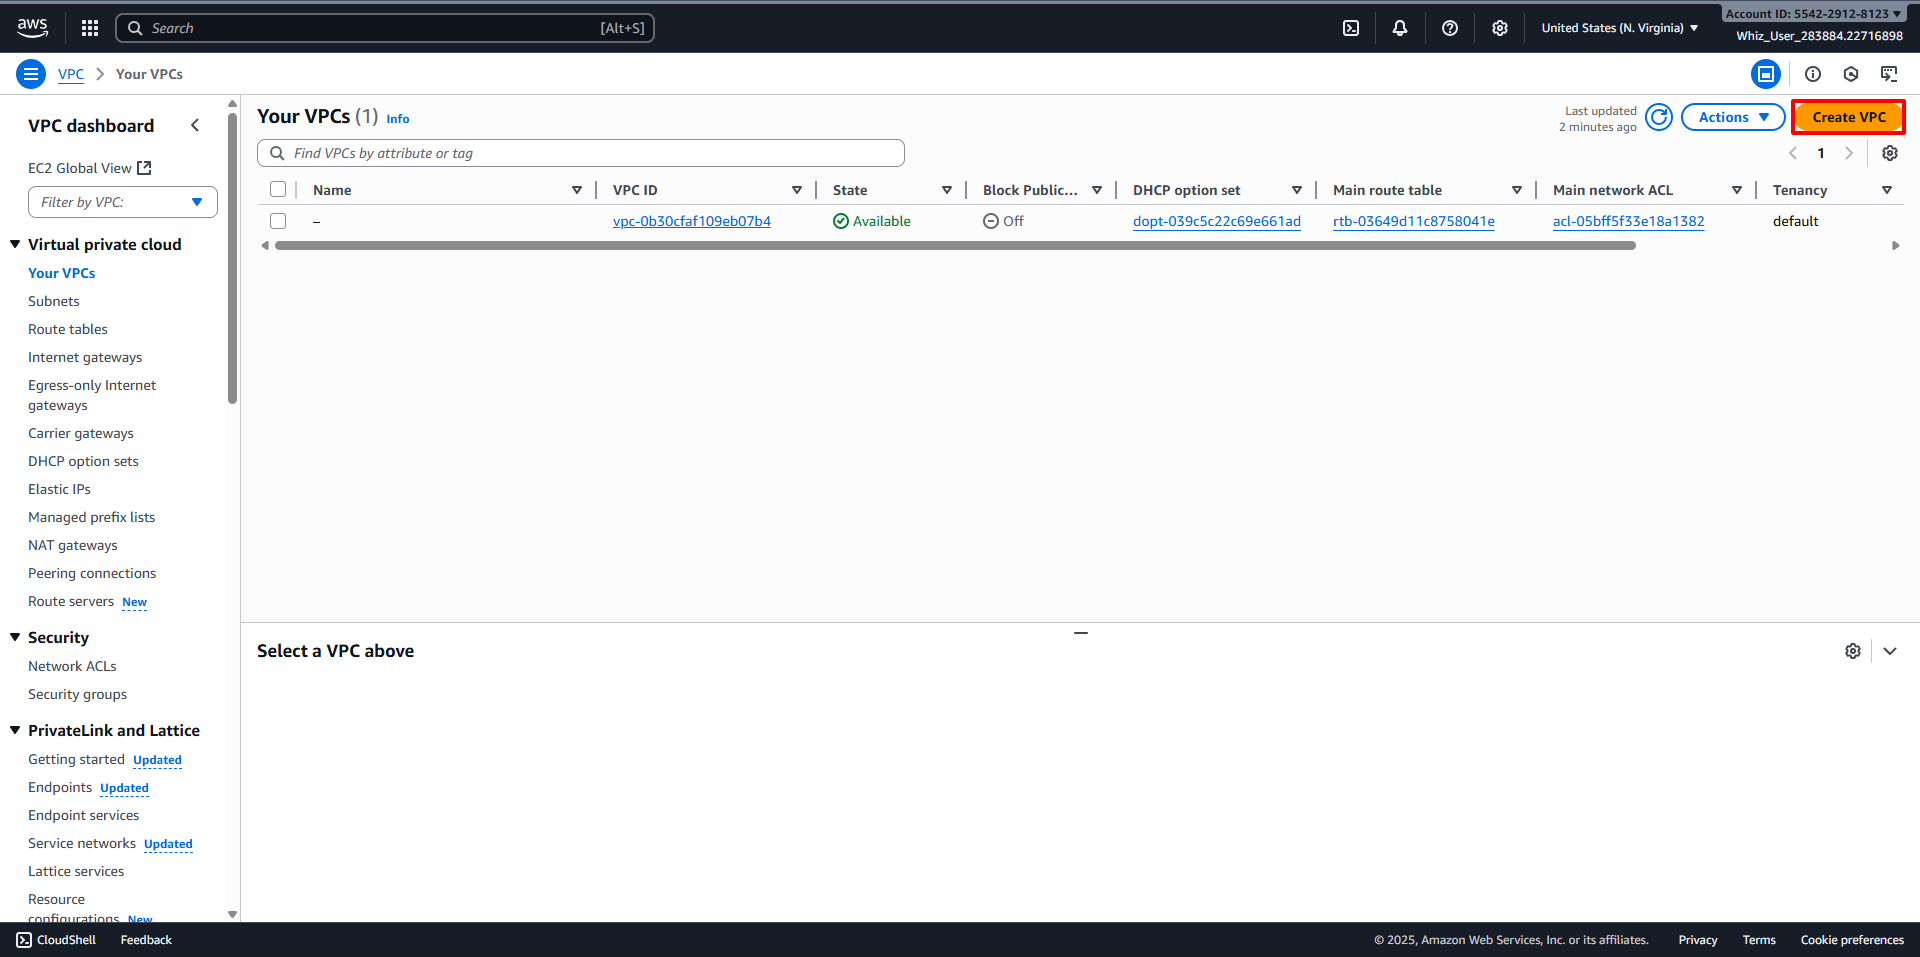 aws
Search
[Alt+S]
United States (N. Virginia)
Account ID: 5542-2912-8123
Whiz_User_283884.22716898
VPC
Your VPCs
VPC dashboard
EC2 Global View
Filter by VPC:
Virtual private cloud
Your VPCs
Subnets
Route tables
Internet gateways
Egress-only Internet
gateways
Carrier gateways
DHCP option sets
Elastic IPs
Managed prefix lists
NAT gateways
Peering connections
Route servers New
Security
Network ACLs
Security groups
PrivateLink and Lattice
Getting started Updated
Endpoints Updated
Endpoint services
Service networks Updated
Lattice services
Resource
configurations New
Your VPCs (1) Info
Last updated
2 minutes ago
Actions
Create VPC
Find VPCs by attribute or tag
1
Name VPC ID State Block Public... DHCP option set Main route table Main network ACL Tenancy
– vpc-0b30cfaf109eb07b4 Available Off dopt-039c5c22c69e661ad rtb-03649d11c8758041e acl-05bff5f33e18a1382 default
Select a VPC above
CloudShell Feedback © 2025, Amazon Web Services, Inc. or its affiliates. Privacy Terms Cookie preferences